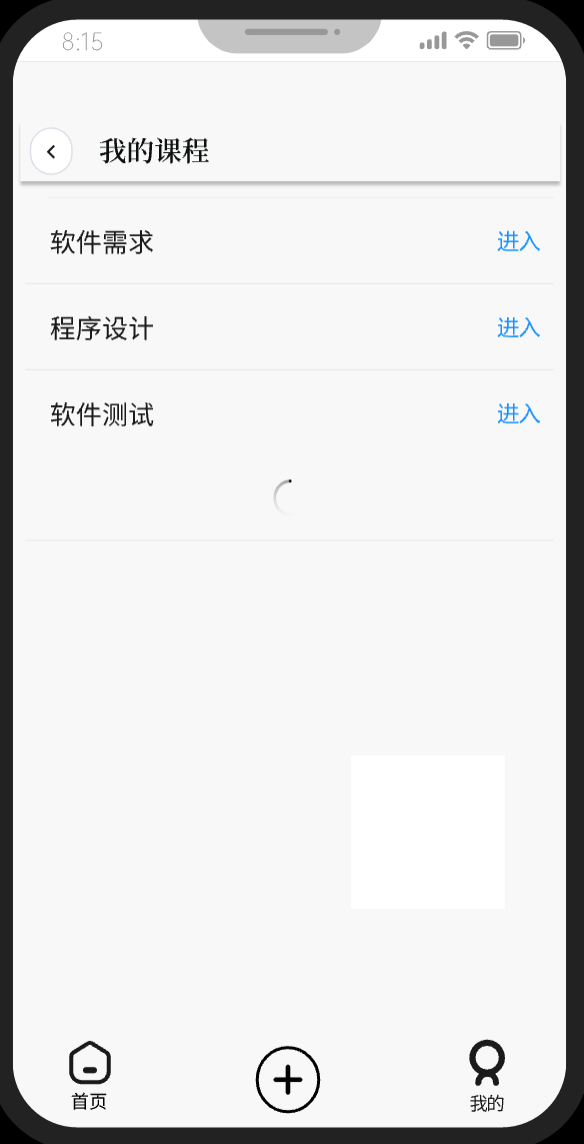 8:15
我的课程
软件需求 进入
程序设计 进入
软件测试 进入
首页
我的